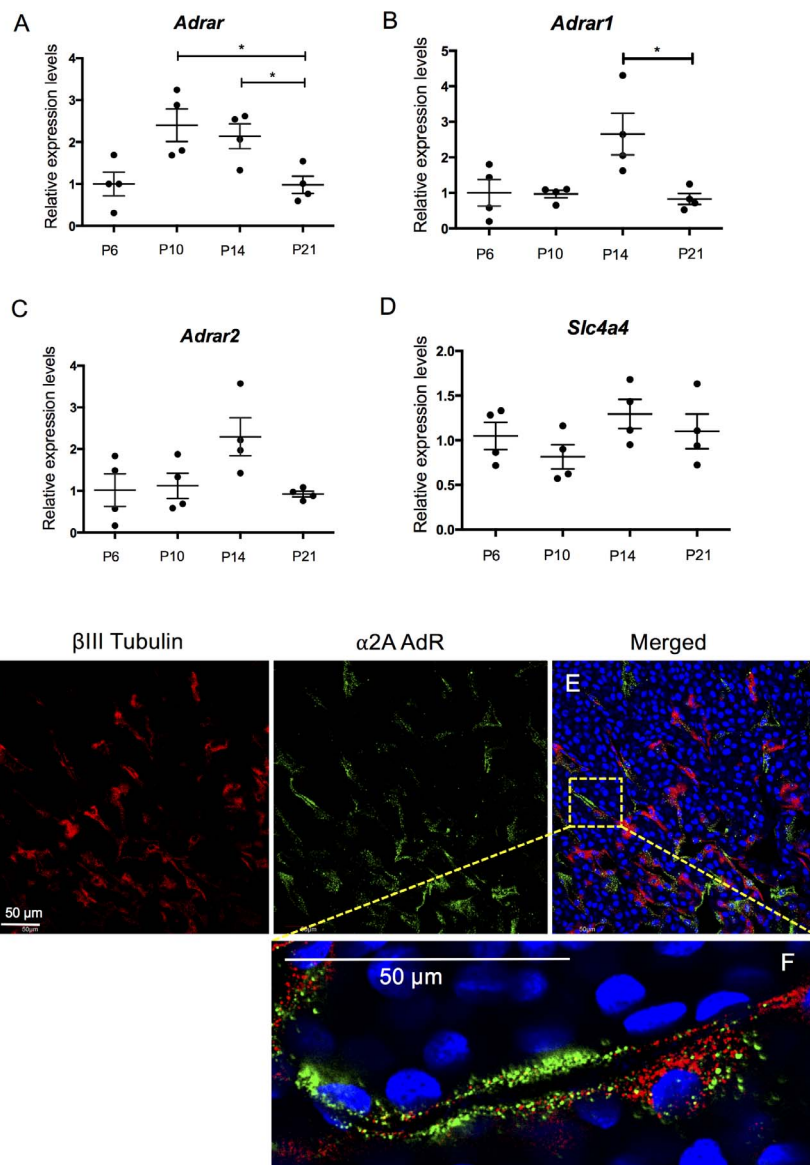 A
Adrar
Relative expression levels
4
3
2
1
0
*
*
P6 P10 P14 P21
B
Adrar1
Relative expression levels
5
4
3
2
1
0
*
P6 P10 P14 P21
C
Adrar2
Relative expression levels
4
3
2
1
0
P6 P10 P14 P21
D
Slc4a4
Relative expression levels
2.0
1.5
1.0
0.5
0.0
P6 P10 P14 P21
βIII Tubulin
α2A AdR
Merged
E
50 μm
50μm
50μm
50μm
50 μm
F